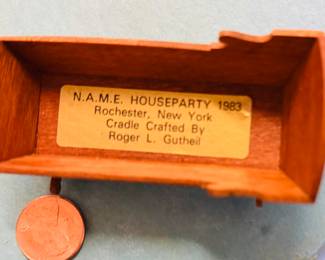 N.A.M.E. HOUSEPARTY 1983
Rochester, New York
Cradle Crafted By
Roger L. Gutheil